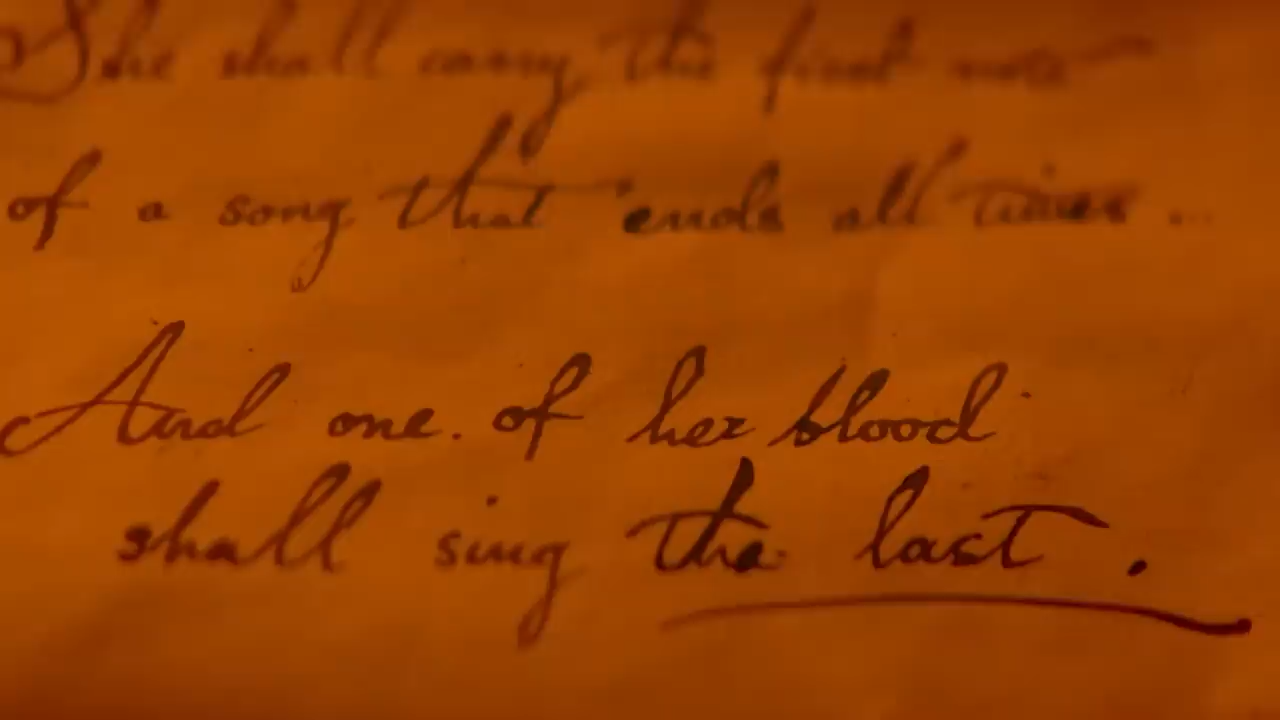 She shall carry the first note
of a song that ends all times...
And one of her blood
shall sing the last.